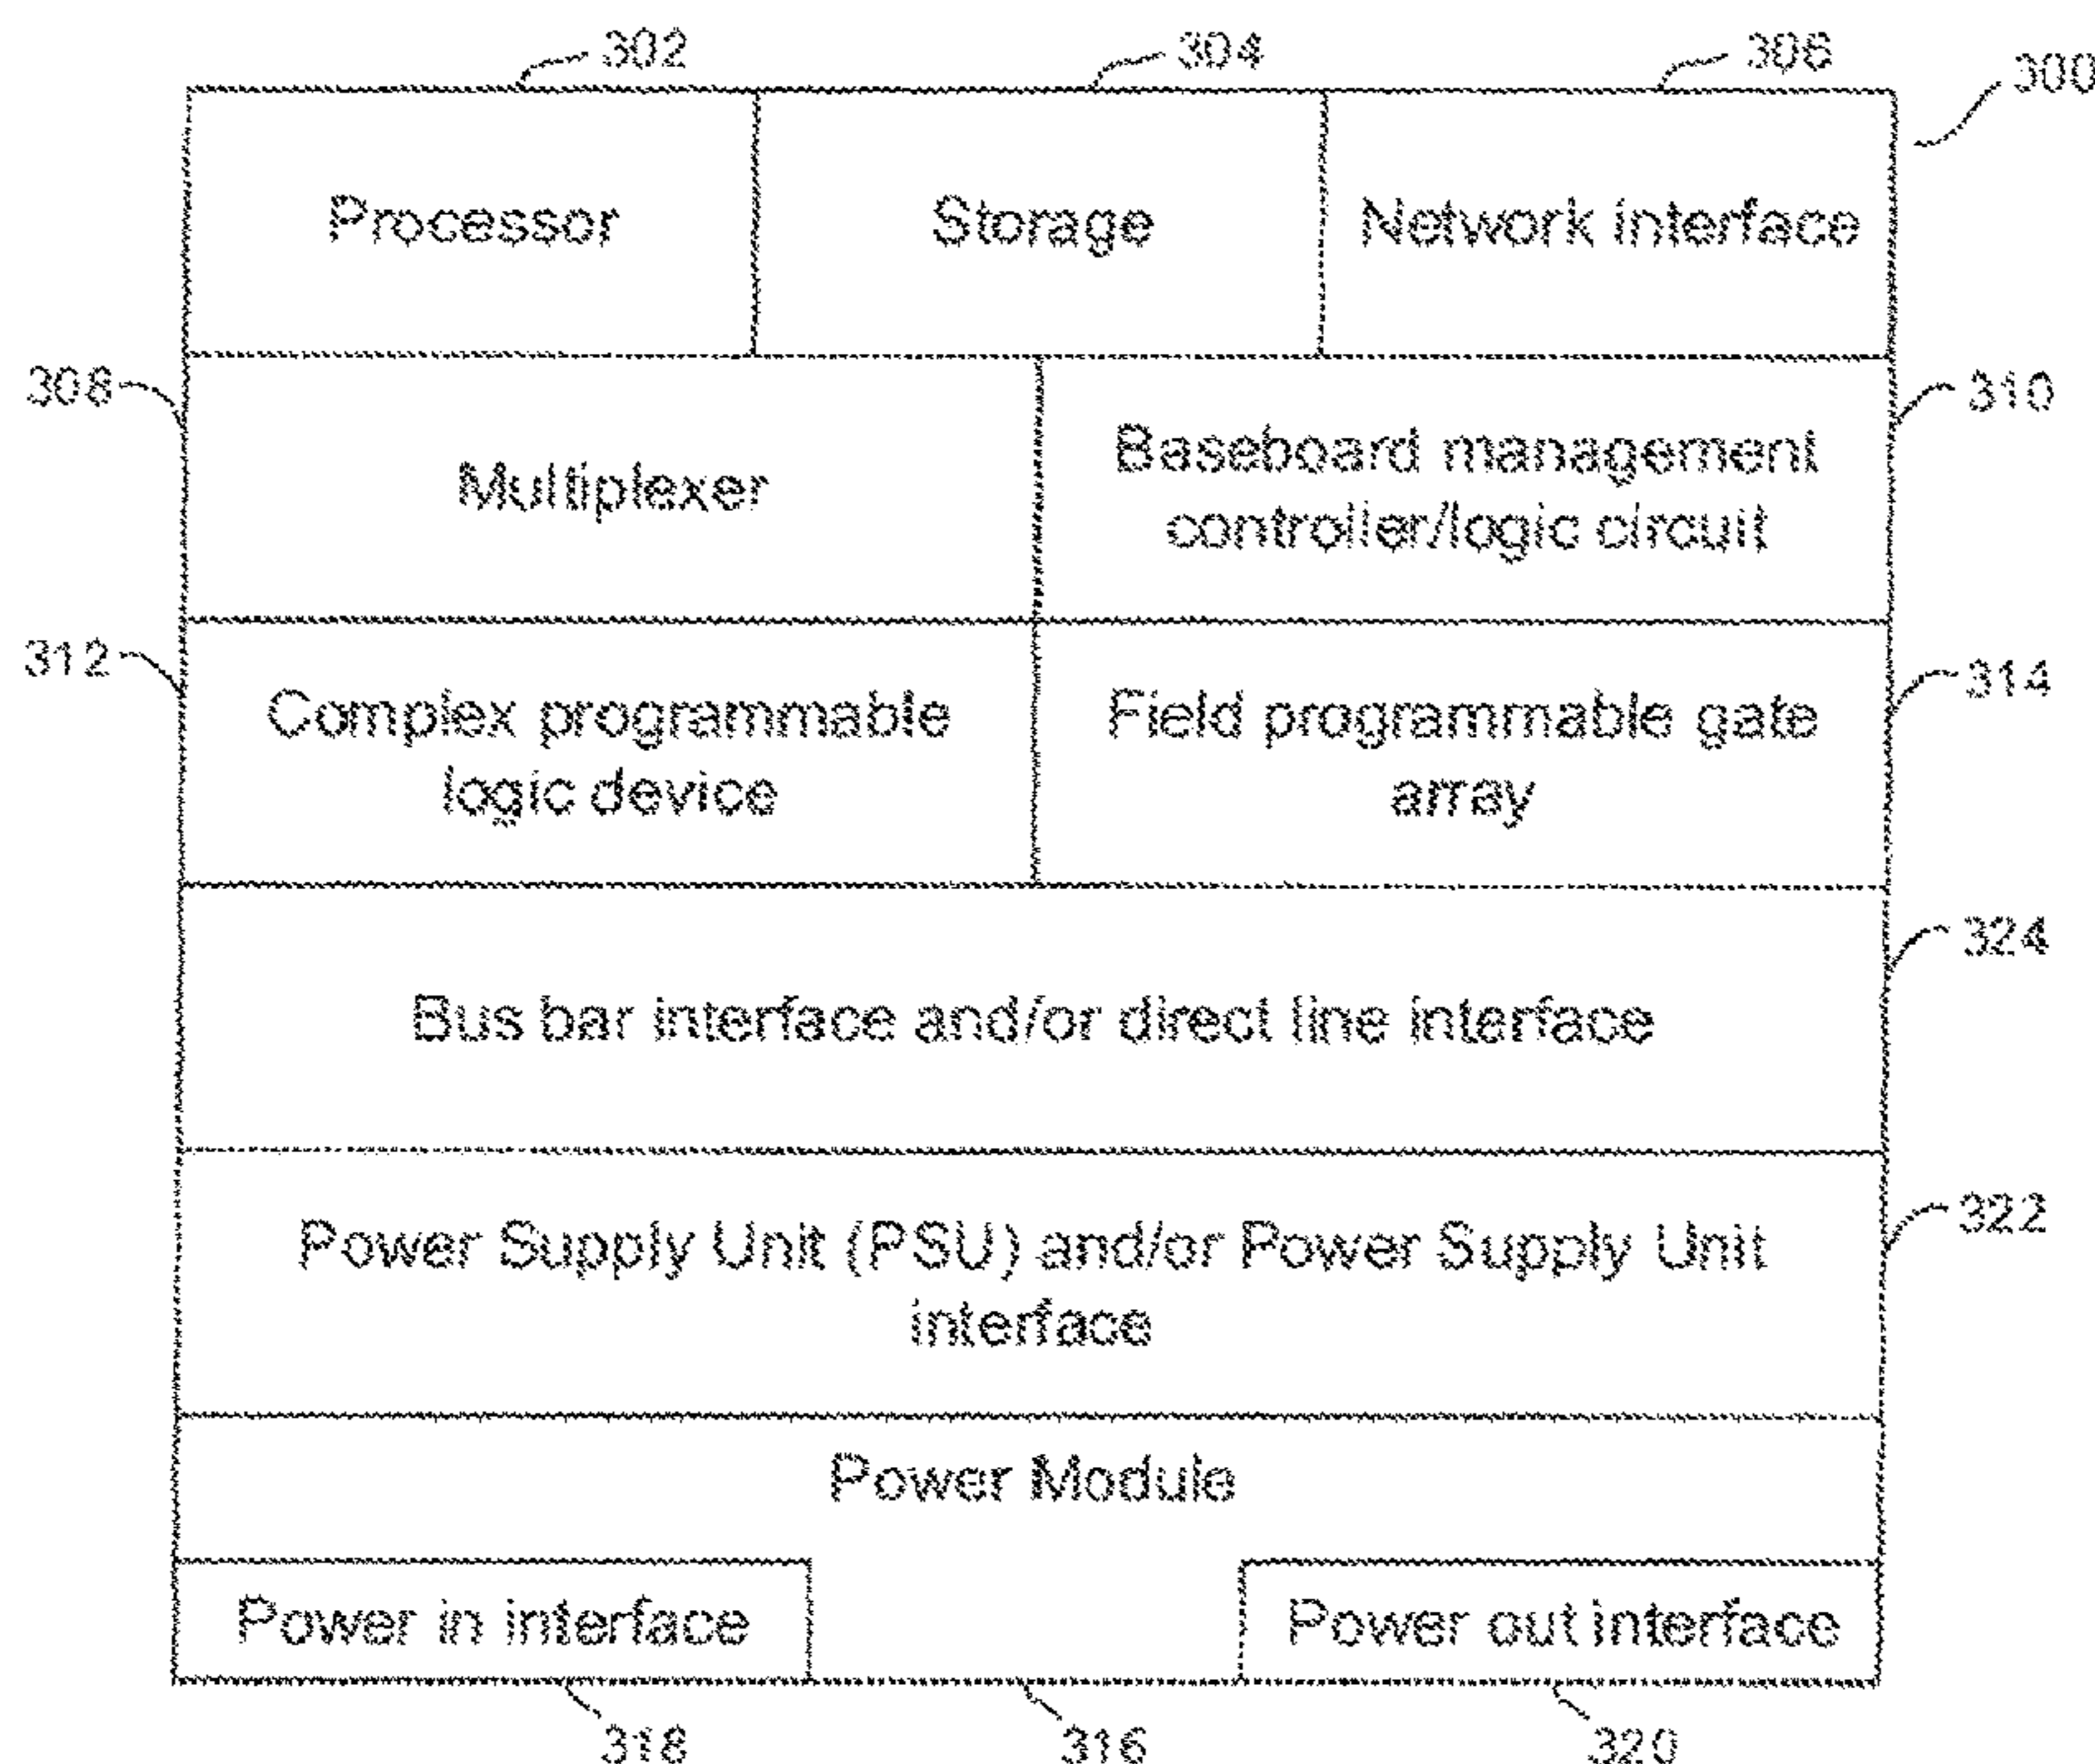 302
304
306
300
Processor
Storage
Network interface
308
310
Multiplexer
Baseboard management
controller/logic circuit
312
314
Complex programmable
logic device
Field programmable gate
array
324
Bus bar interface and/or direct line interface
322
Power Supply Unit (PSU) and/or Power Supply Unit
interface
Power Module
Power in interface
Power out interface
318
316
320